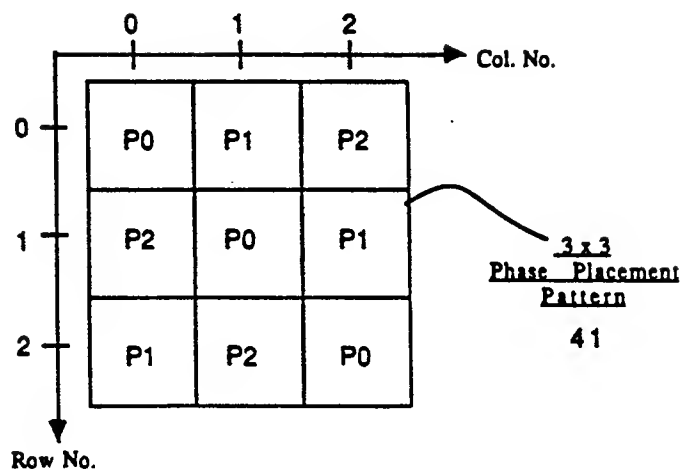 0 1 2
Col. No.
0 P0 P1 P2
1 P2 P0 P1
3 x 3
Phase Placement
Pattern
2 P1 P2 P0
41
Row No.